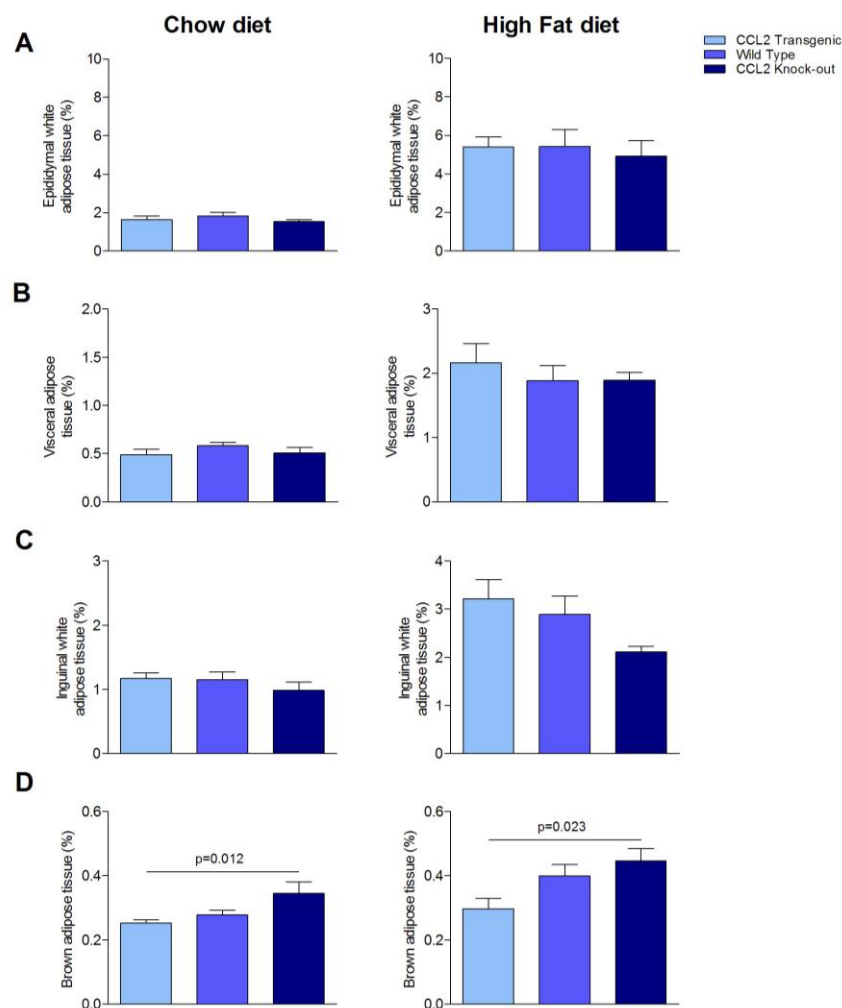 Chow diet
High Fat diet
CCL2 Transgenic
Wild Type
CCL2 Knock-out
A
Epididymal white
adipose tissue (%)
10
8
6
4
2
0
Epididymal white
adipose tissue (%)
10
8
6
4
2
0
B
Visceral adipose
tissue (%)
2.0
1.5
1.0
0.5
0.0
Visceral adipose
tissue (%)
3
2
1
0
C
Inguinal white
adipose tissue (%)
3
2
1
0
Inguinal white
adipose tissue (%)
4
3
2
1
0
D
Brown adipose tissue (%)
0.6
0.4
0.2
0.0
p=0.012
Brown adipose tissue (%)
0.6
0.4
0.2
0.0
p=0.023